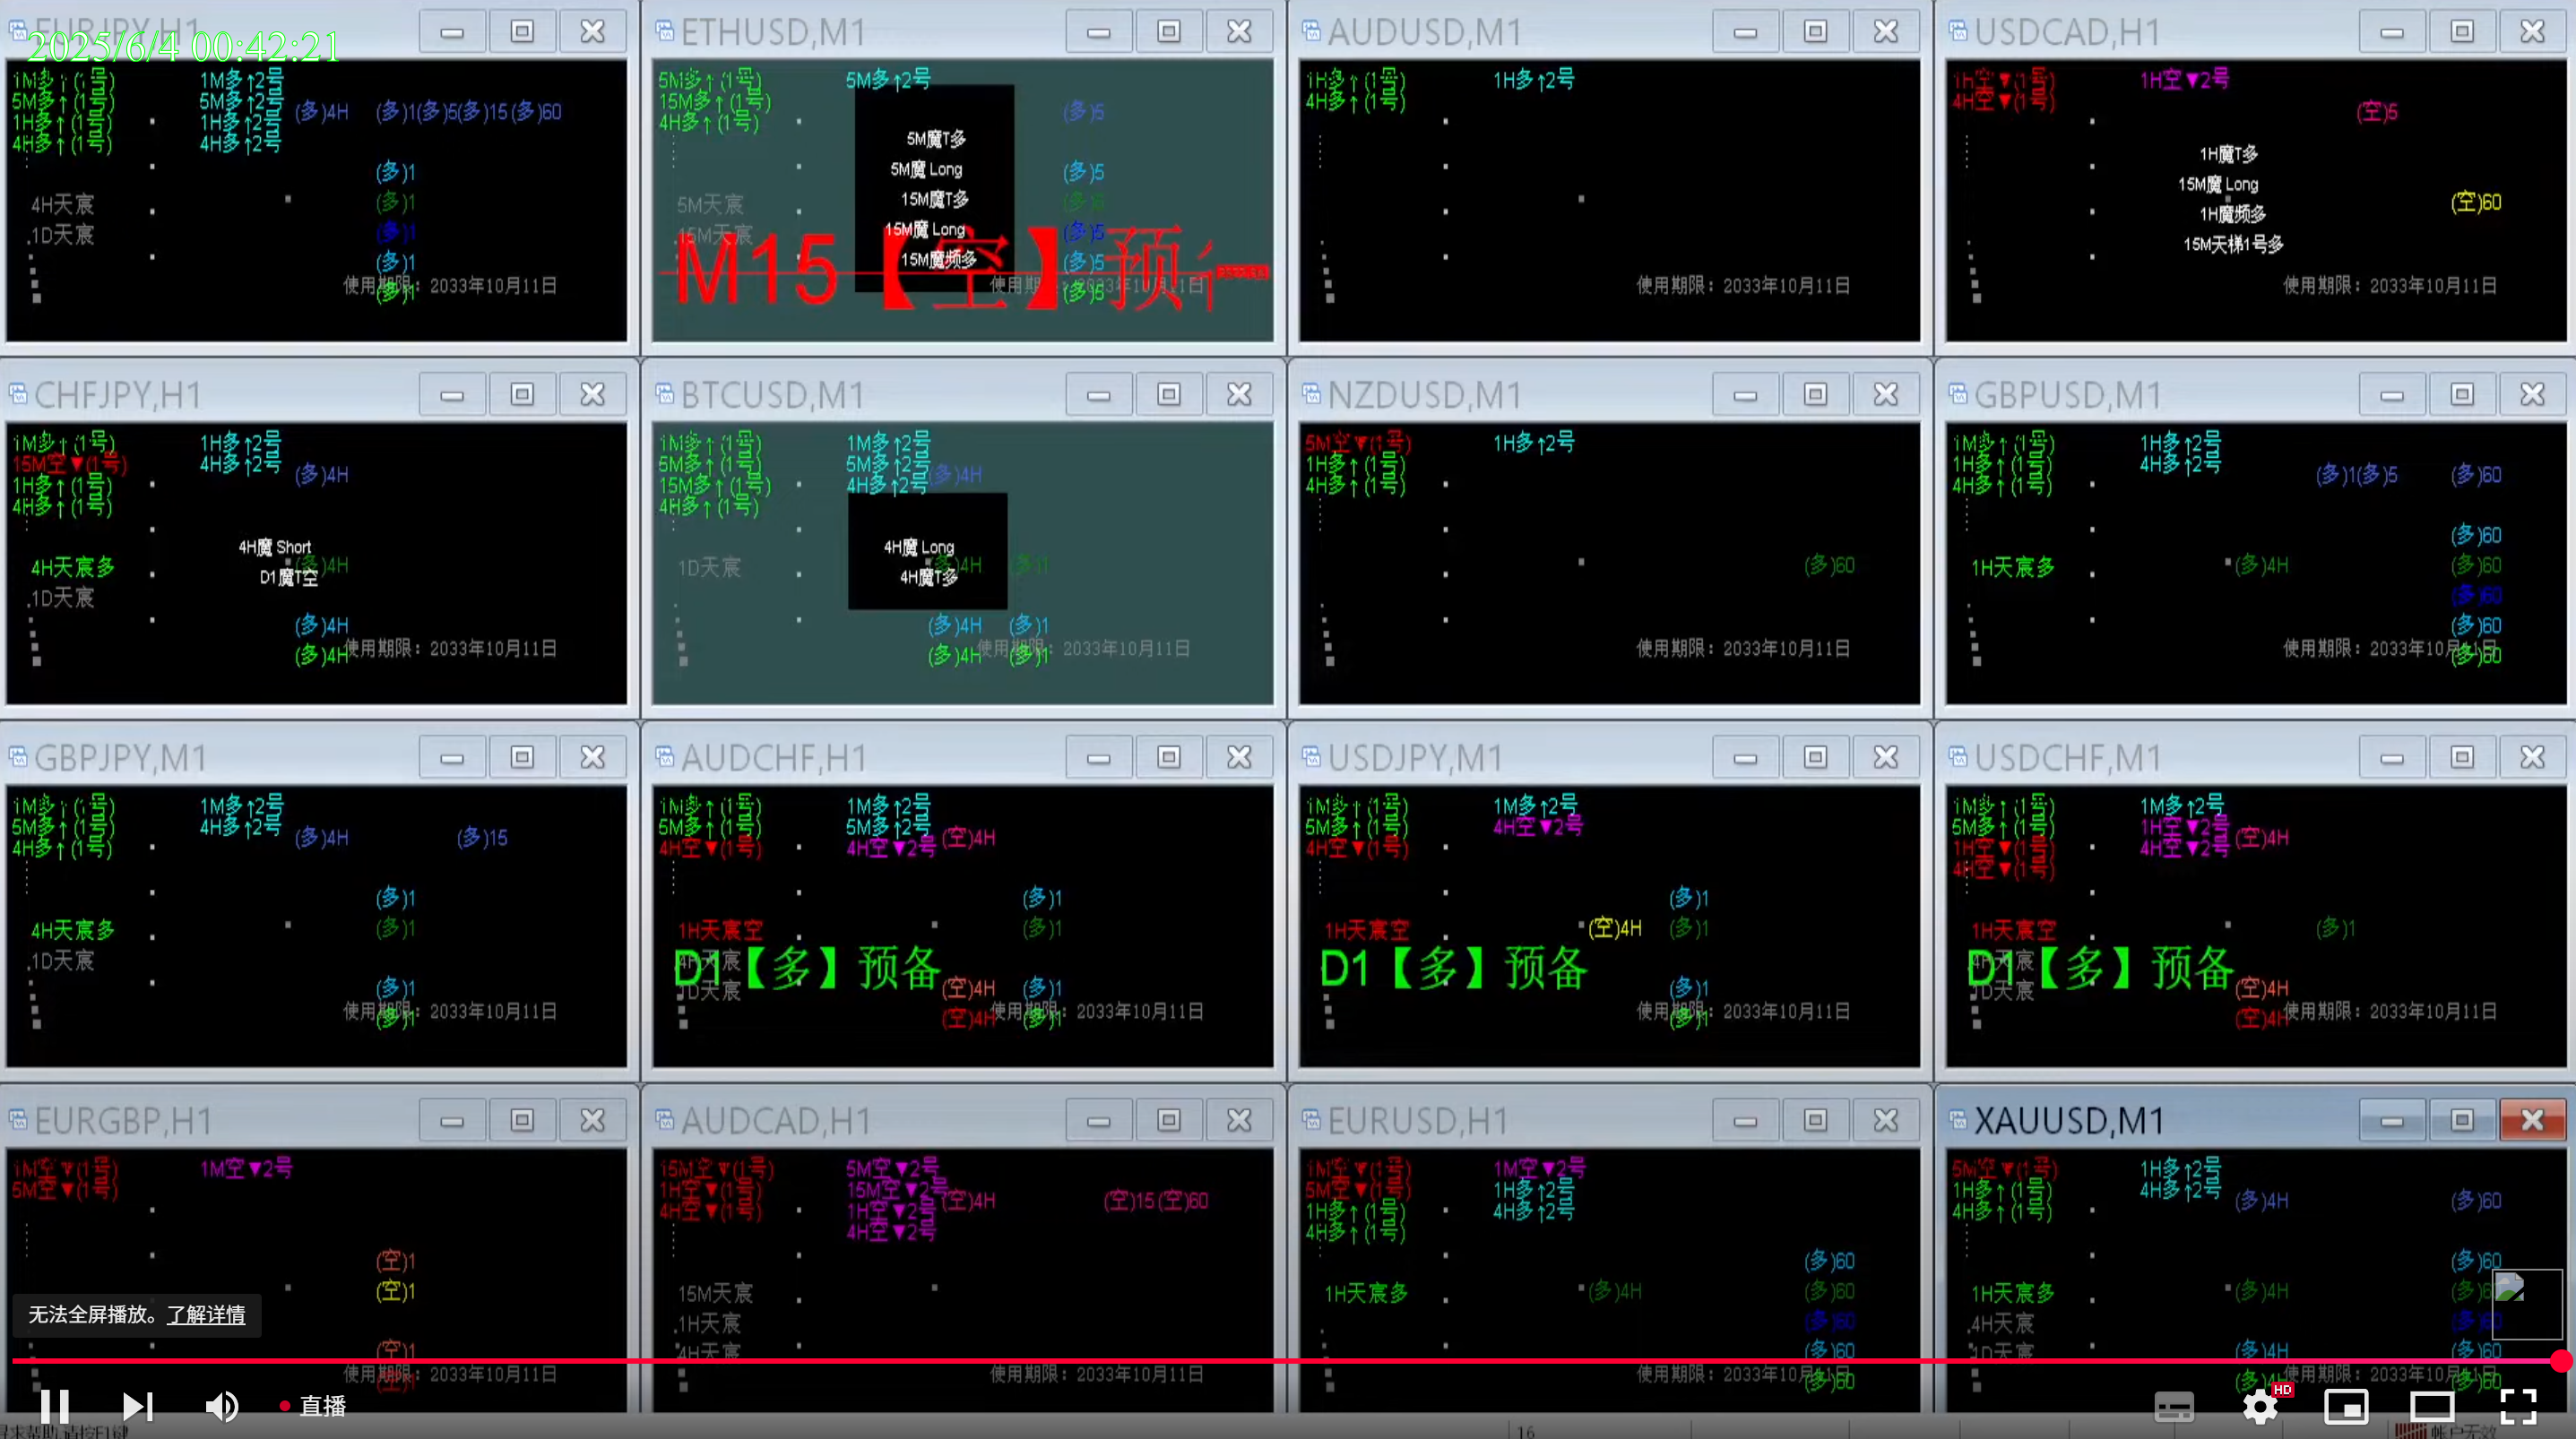 EURJPY,H1
2025/6/4 00:42:21
1M多↑(1号) 1M多↑2号
5M多↑(1号) 5M多↑2号
1H多↑(1号) 1H多↑2号
4H多↑(1号) 4H多↑2号
(多)4H (多)1(多)5(多)15(多)60
(多)1
4H天宸 (多)1
1D天宸 (多)1
(多)1
使用期限：2033年10月11日
(多)1
ETHUSD,M1
5M多↑(1号) 5M多↑2号
15M多↑(1号)
4H多↑(1号)
(多)5
5M魔T多
5M魔 Long (多)5
5M天宸 15M魔T多
15M天宸 15M魔 Long (多)5
15M魔频多 (多)5
M15【空】预
(多)5
AUDUSD,M1
1H多↑(1号) 1H多↑2号
4H多↑(1号)
使用期限：2033年10月11日
USDCAD,H1
1H空▼(1号) 1H空▼2号
4H空▼(1号)
(空)5
1H魔T多
15M魔 Long
1H魔频多 (空)60
15M天梯1号多
使用期限：2033年10月11日
CHFJPY,H1
1M多↑(1号) 1H多↑2号
15M空▼(1号) 4H多↑2号
1H多↑(1号) (多)4H
4H多↑(1号)
4H魔 Short
4H天宸多 (多)4H
D1魔T空
1D天宸
(多)4H
(多)4H 使用期限：2033年10月11日
BTCUSD,M1
1M多↑(1号) 1M多↑2号
5M多↑(1号) 5M多↑2号
15M多↑(1号) 4H多↑2号 (多)4H
4H多↑(1号)
4H魔 Long
1D天宸 (多)4H (多)1
4H魔T多
(多)4H (多)1
使用期限：2033年10月11日
(多)4H (多)1
NZDUSD,M1
5M空▼(1号) 1H多↑2号
1H多↑(1号)
4H多↑(1号)
(多)60
使用期限：2033年10月11日
GBPUSD,M1
1M多↑(1号) 1H多↑2号
1H多↑(1号) 4H多↑2号
4H多↑(1号) (多)1(多)5 (多)60
(多)60
1H天宸多 (多)4H (多)60
(多)60
(多)60
使用期限：2033年10月11日
(多)60
GBPJPY,M1
1M多↑(1号) 1M多↑2号
5M多↑(1号) 4H多↑2号
4H多↑(1号) (多)4H (多)15
(多)1
4H天宸多 (多)1
1D天宸
(多)1
使用期限：2033年10月11日
(多)1
AUDCHF,H1
1M多↑(1号) 1M多↑2号
5M多↑(1号) 5M多↑2号
4H空▼(1号) 4H空▼2号 (空)4H
(多)1
1H天宸空 (多)1
4H天宸
D1【多】预备
1D天宸 (空)4H (多)1
使用期限：2033年10月11日
(空)4H (多)1
USDJPY,M1
1M多↑(1号) 1M多↑2号
5M多↑(1号) 4H空▼2号
4H空▼(1号)
(多)1
1H天宸空 (空)4H (多)1
D1【多】预备
(多)1
使用期限：2033年10月11日
(多)1
USDCHF,M1
1M多↑(1号) 1M多↑2号
5M多↑(1号) 1H空▼2号
1H空▼(1号) 4H空▼2号 (空)4H
4H空▼(1号)
1H天宸空 (多)1
4H天宸
D1【多】预备
1D天宸 (空)4H
(空)4H 使用期限：2033年10月11日
EURGBP,H1
1M空▼(1号) 1M空▼2号
5M空▼(1号)
(空)1
(空)1
无法全屏播放。了解详情
(空)1
使用期限：2033年10月11日
AUDCAD,H1
15M空▼(1号) 5M空▼2号
1H空▼(1号) 15M空▼2号
4H空▼(1号) 1H空▼2号 (空)4H (空)15(空)60
4H空▼2号
15M天宸
1H天宸
4H天宸
使用期限：2033年10月11日
EURUSD,H1
1M空▼(1号) 1M空▼2号
5M空▼(1号) 1H多↑2号
1H多↑(1号) 4H多↑2号
4H多↑(1号)
(多)60
1H天宸多 (多)4H (多)60
(多)60
(多)60
使用期限：2033年10月11日
(多)60
XAUUSD,M1
5M空▼(1号) 1H多↑2号
1H多↑(1号) 4H多↑2号
4H多↑(1号) (多)4H (多)60
(多)60
1H天宸多 (多)4H
4H天宸
1D天宸 (多)4H (多)60
使用期限：2033年10月11日
(多)60
直播
HD
16